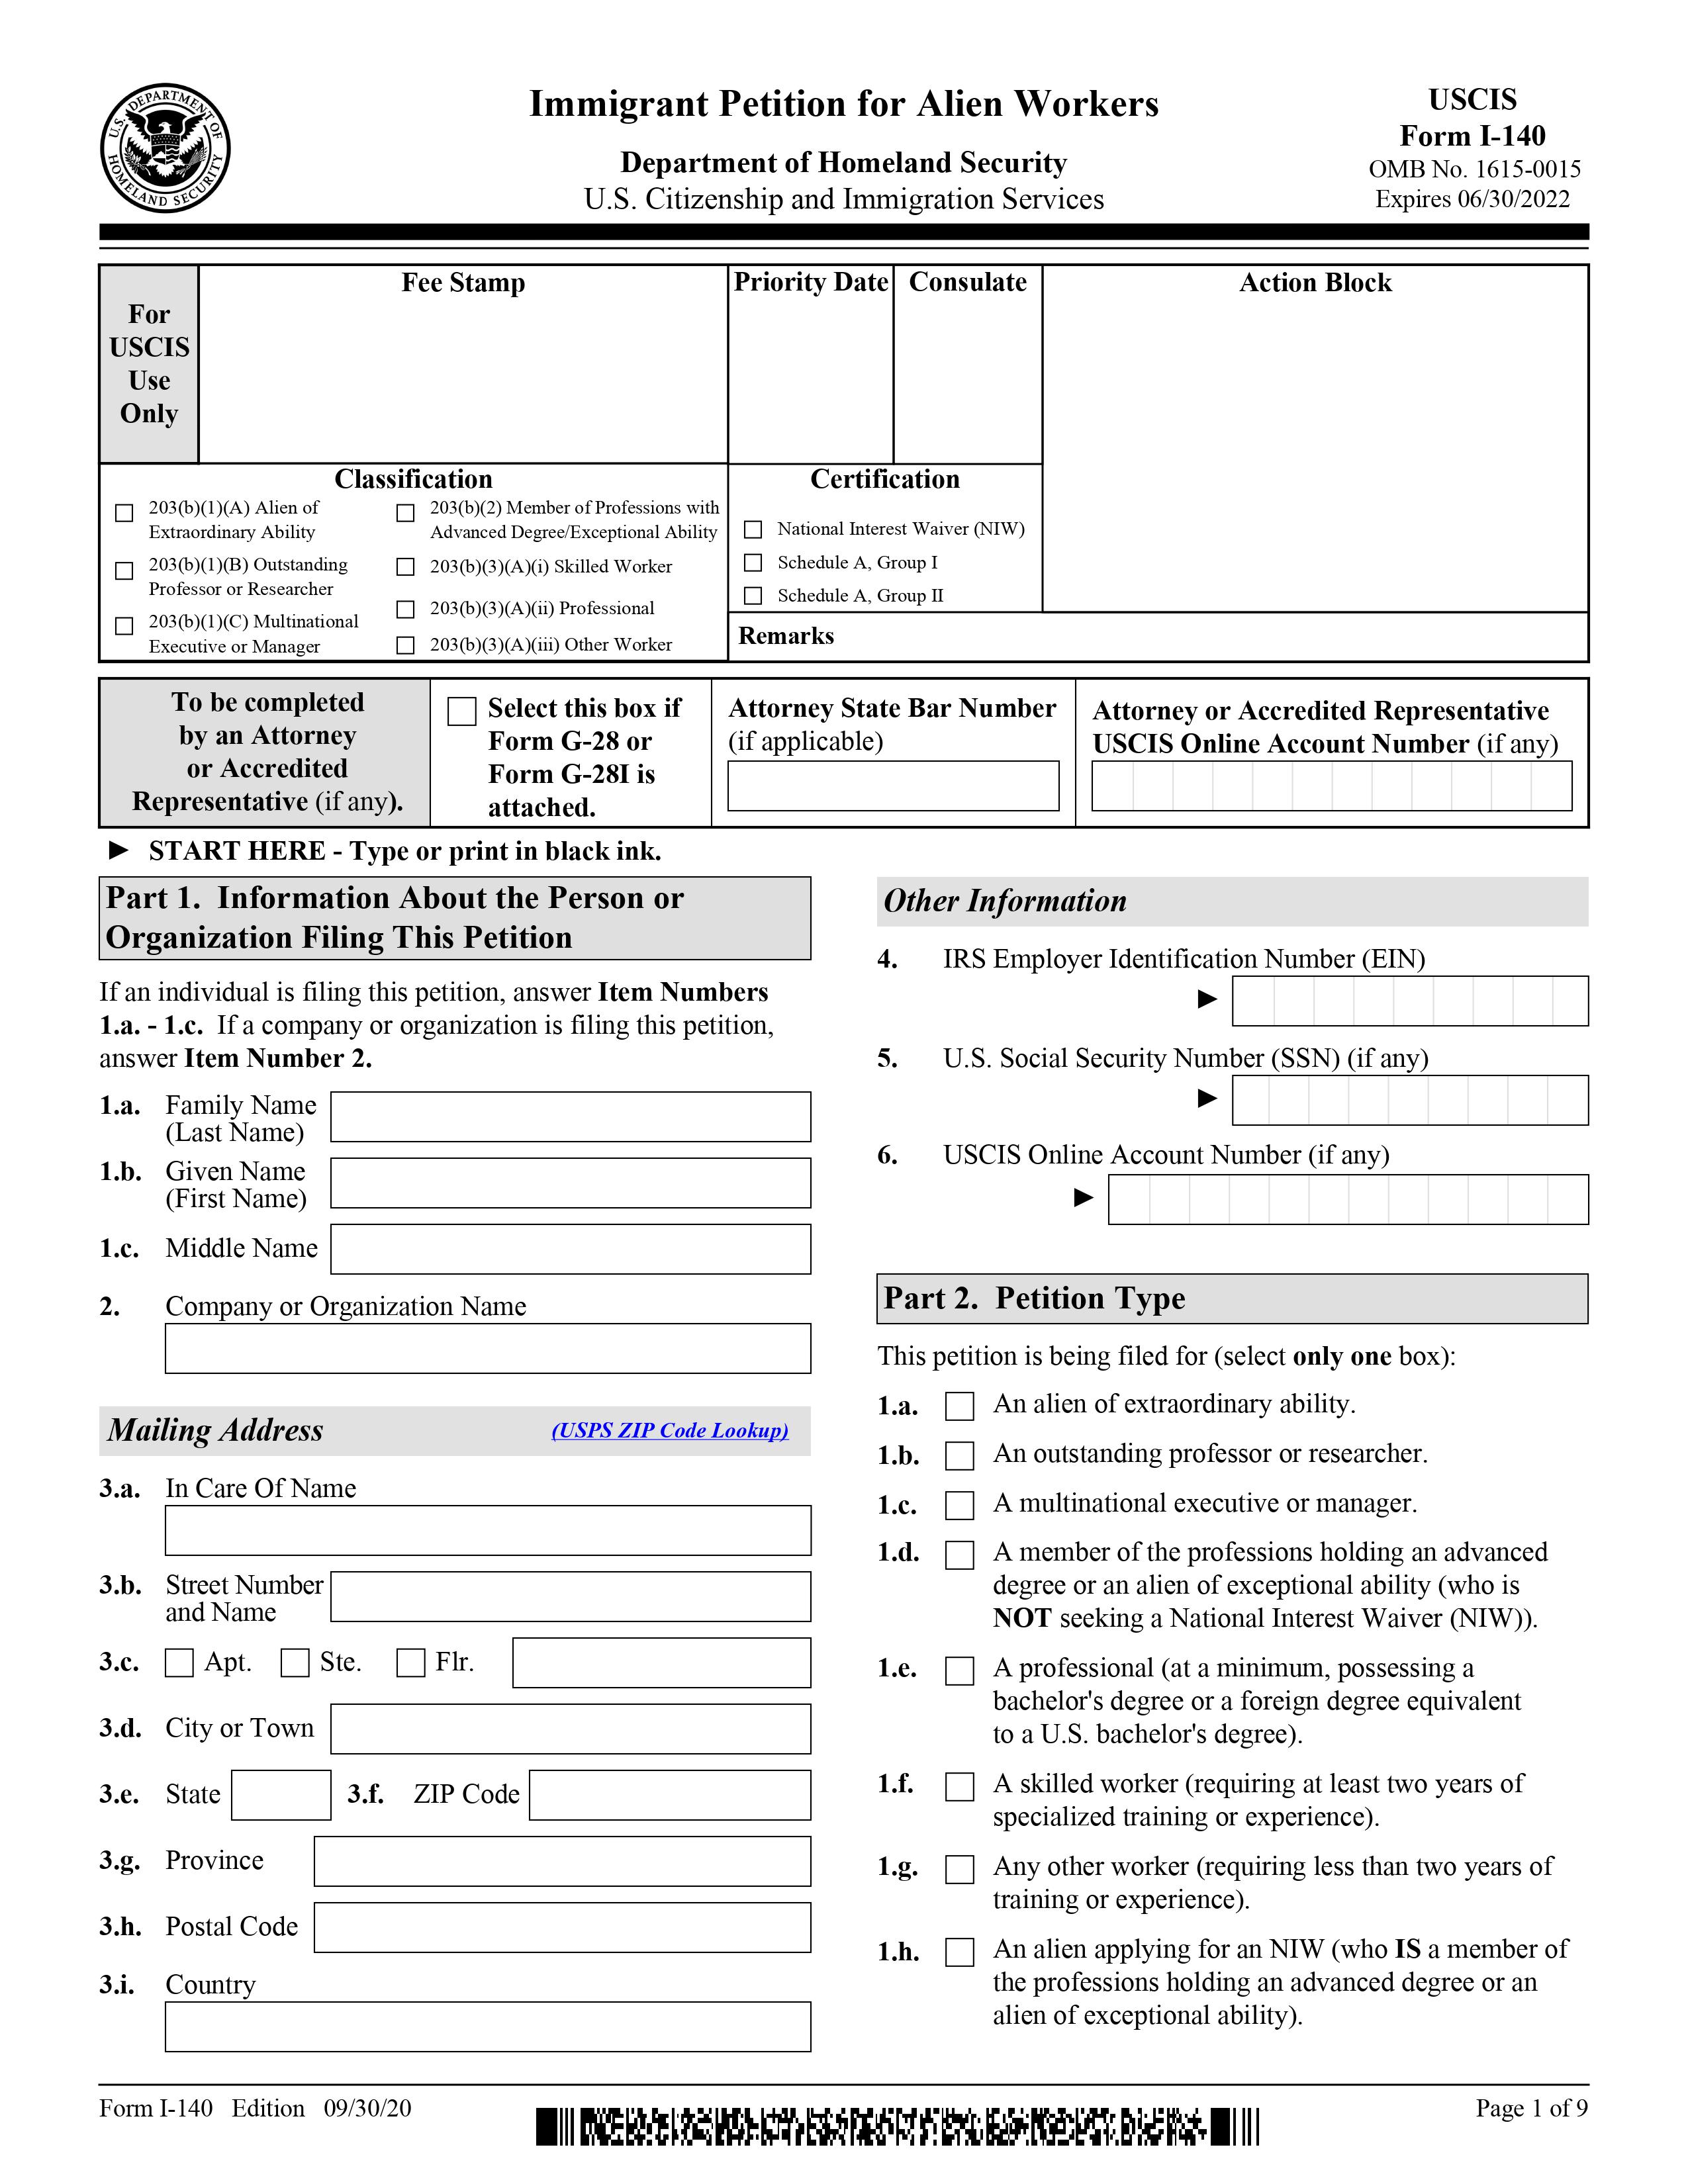 U.S. DEPARTMENT OF HOMELAND SECURITY
Immigrant Petition for Alien Workers
Department of Homeland Security
U.S. Citizenship and Immigration Services
USCIS
Form I-140
OMB No. 1615-0015
Expires 06/30/2022
For
USCIS
Use
Only
Fee Stamp
Priority Date
Consulate
Action Block
Classification
203(b)(1)(A) Alien of
Extraordinary Ability
203(b)(1)(B) Outstanding
Professor or Researcher
203(b)(1)(C) Multinational
Executive or Manager
203(b)(2) Member of Professions with
Advanced Degree/Exceptional Ability
203(b)(3)(A)(i) Skilled Worker
203(b)(3)(A)(ii) Professional
203(b)(3)(A)(iii) Other Worker
Certification
National Interest Waiver (NIW)
Schedule A, Group I
Schedule A, Group II
Remarks
To be completed
by an Attorney
or Accredited
Representative (if any).
Select this box if
Form G-28 or
Form G-28I is
attached.
Attorney State Bar Number
(if applicable)
Attorney or Accredited Representative
USCIS Online Account Number (if any)
► START HERE - Type or print in black ink.
Part 1. Information About the Person or
Organization Filing This Petition
If an individual is filing this petition, answer Item Numbers
1.a. - 1.c. If a company or organization is filing this petition,
answer Item Number 2.
1.a. Family Name
(Last Name)
1.b. Given Name
(First Name)
1.c. Middle Name
2. Company or Organization Name
Mailing Address (USPS ZIP Code Lookup)
3.a. In Care Of Name
3.b. Street Number
and Name
3.c. Apt. Ste. Flr.
3.d. City or Town
3.e. State 3.f. ZIP Code
3.g. Province
3.h. Postal Code
3.i. Country
Other Information
4. IRS Employer Identification Number (EIN)
►
5. U.S. Social Security Number (SSN) (if any)
►
6. USCIS Online Account Number (if any)
►
Part 2. Petition Type
This petition is being filed for (select only one box):
1.a. An alien of extraordinary ability.
1.b. An outstanding professor or researcher.
1.c. A multinational executive or manager.
1.d. A member of the professions holding an advanced
degree or an alien of exceptional ability (who is
NOT seeking a National Interest Waiver (NIW)).
1.e. A professional (at a minimum, possessing a
bachelor's degree or a foreign degree equivalent
to a U.S. bachelor's degree).
1.f. A skilled worker (requiring at least two years of
specialized training or experience).
1.g. Any other worker (requiring less than two years of
training or experience).
1.h. An alien applying for an NIW (who IS a member of
the professions holding an advanced degree or an
alien of exceptional ability).
Form I-140 Edition 09/30/20
Page 1 of 9